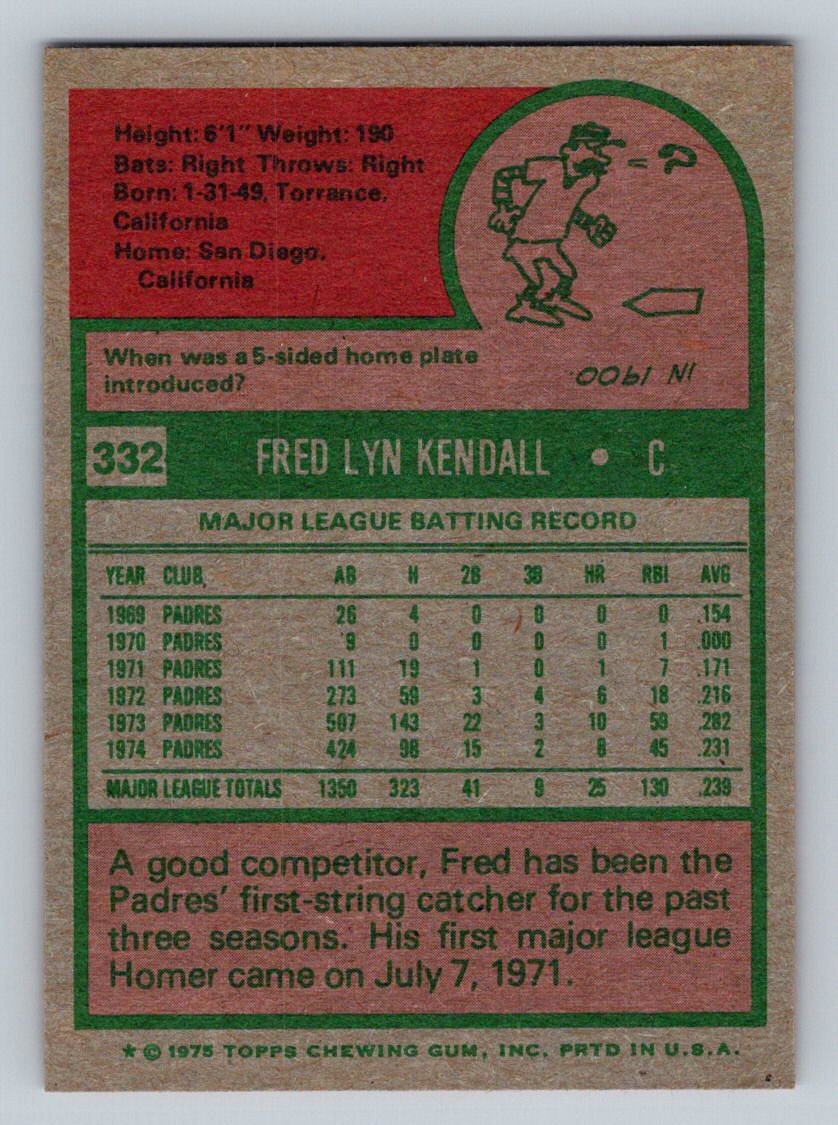 Height: 6'1" Weight: 190
Bats: Right Throws: Right
Born: 1-31-49, Torrance,
California
Home: San Diego,
California
= ?
When was a 5-sided home plate
introduced?
IN 1900.
332 FRED LYN KENDALL • C
MAJOR LEAGUE BATTING RECORD
YEAR CLUB AB H 2B 3B HR RBI AVG
1969 PADRES 26 4 0 0 0 0 .154
1970 PADRES 9 0 0 0 0 1 .000
1971 PADRES 111 19 1 0 1 7 .171
1972 PADRES 273 59 3 4 6 18 .216
1973 PADRES 507 143 22 3 10 59 .282
1974 PADRES 424 98 15 2 8 45 .231
MAJOR LEAGUE TOTALS 1350 323 41 9 25 130 .239
A good competitor, Fred has been the
Padres' first-string catcher for the past
three seasons. His first major league
Homer came on July 7, 1971.
* © 1975 TOPPS CHEWING GUM, INC. PRTD IN U.S.A.